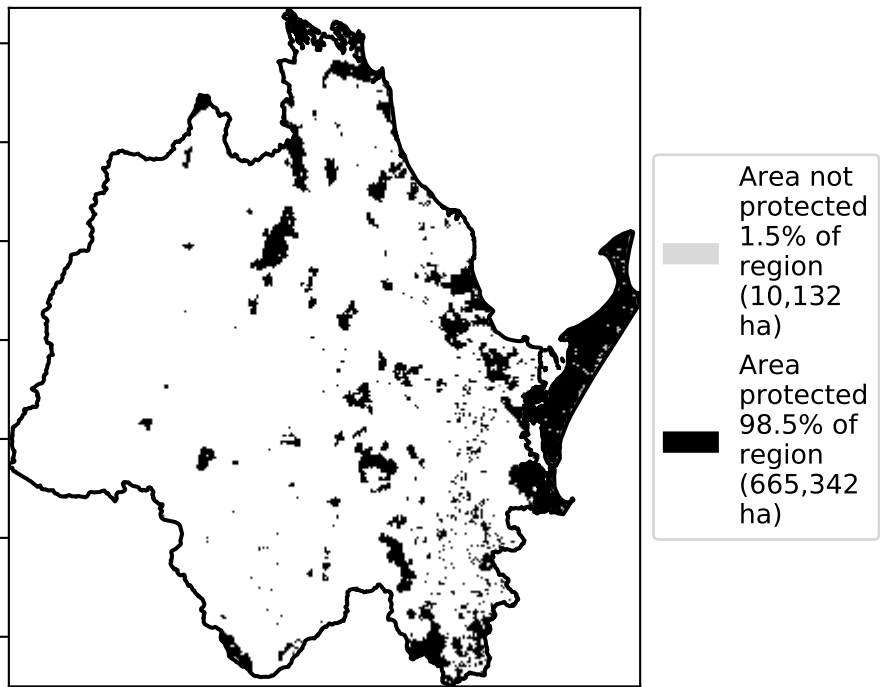 Area not
protected
1.5% of
region
(10,132
ha)
Area
protected
98.5% of
region
(665,342
ha)